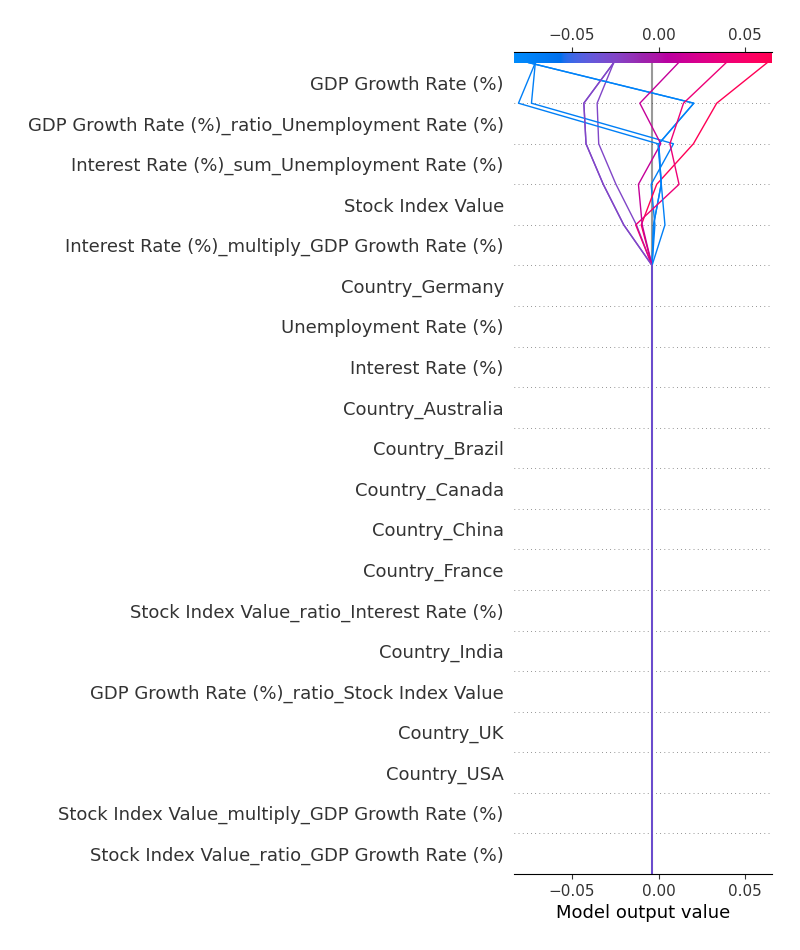 −0.05 0.00 0.05
GDP Growth Rate (%)
GDP Growth Rate (%)_ratio_Unemployment Rate (%)
Interest Rate (%)_sum_Unemployment Rate (%)
Stock Index Value
Interest Rate (%)_multiply_GDP Growth Rate (%)
Country_Germany
Unemployment Rate (%)
Interest Rate (%)
Country_Australia
Country_Brazil
Country_Canada
Country_China
Country_France
Stock Index Value_ratio_Interest Rate (%)
Country_India
GDP Growth Rate (%)_ratio_Stock Index Value
Country_UK
Country_USA
Stock Index Value_multiply_GDP Growth Rate (%)
Stock Index Value_ratio_GDP Growth Rate (%)
−0.05 0.00 0.05
Model output value